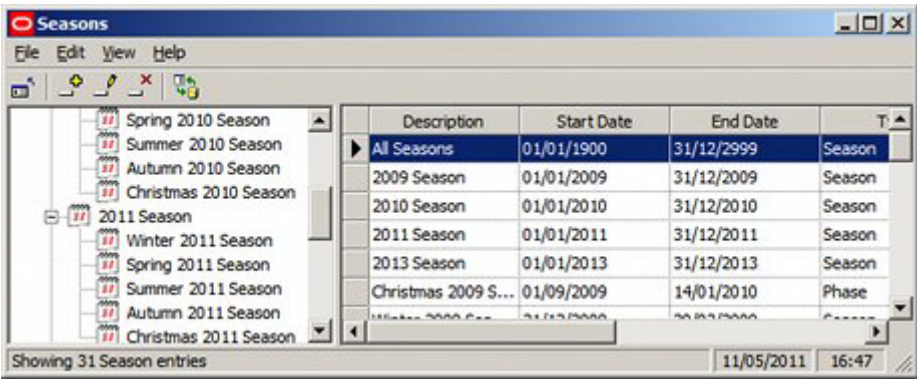 Seasons
File Edit View Help
Spring 2010 Season
Summer 2010 Season
Autumn 2010 Season
Christmas 2010 Season
2011 Season
Winter 2011 Season
Spring 2011 Season
Summer 2011 Season
Autumn 2011 Season
Christmas 2011 Season
Description Start Date End Date
All Seasons 01/01/1900 31/12/2999 Season
2009 Season 01/01/2009 31/12/2009 Season
2010 Season 01/01/2010 31/12/2010 Season
2011 Season 01/01/2011 31/12/2011 Season
2013 Season 01/01/2013 31/12/2013 Season
Christmas 2009 S... 01/09/2009 14/01/2010 Phase
Showing 31 Season entries 11/05/2011 16:47